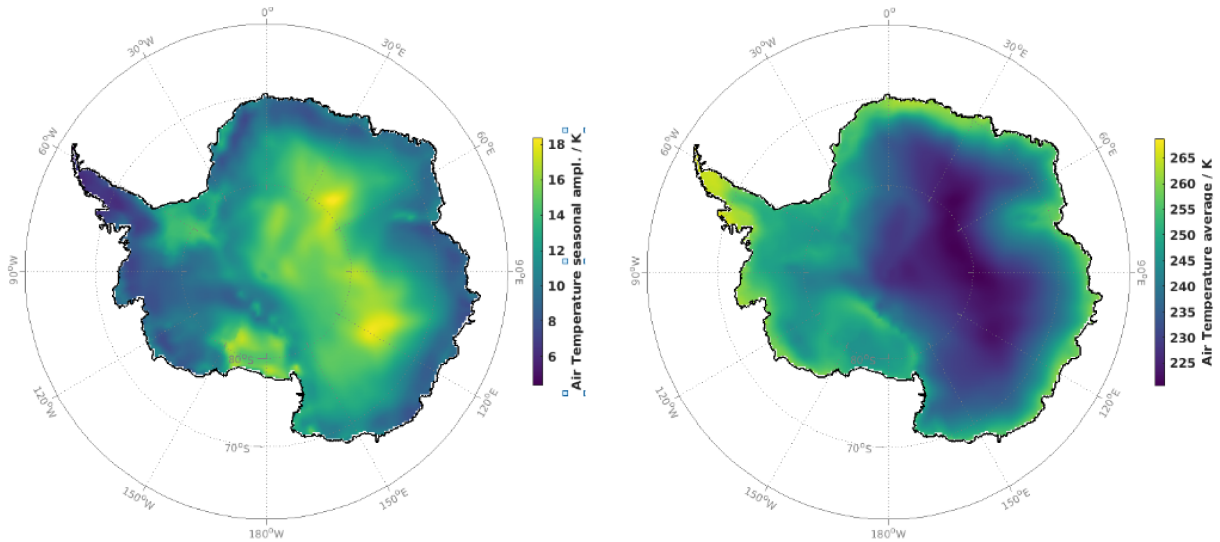 0°
30°W
30°E
60°W
60°E
90°W
90°E
120°W
120°E
150°W
150°E
180°W
80°S
70°S
18
16
14
12
10
8
6
Air Temperature seasonal ampl. / K
0°
30°W
30°E
60°W
60°E
90°W
90°E
120°W
120°E
150°W
150°E
180°W
80°S
70°S
265
260
255
250
245
240
235
230
225
Air Temperature average / K